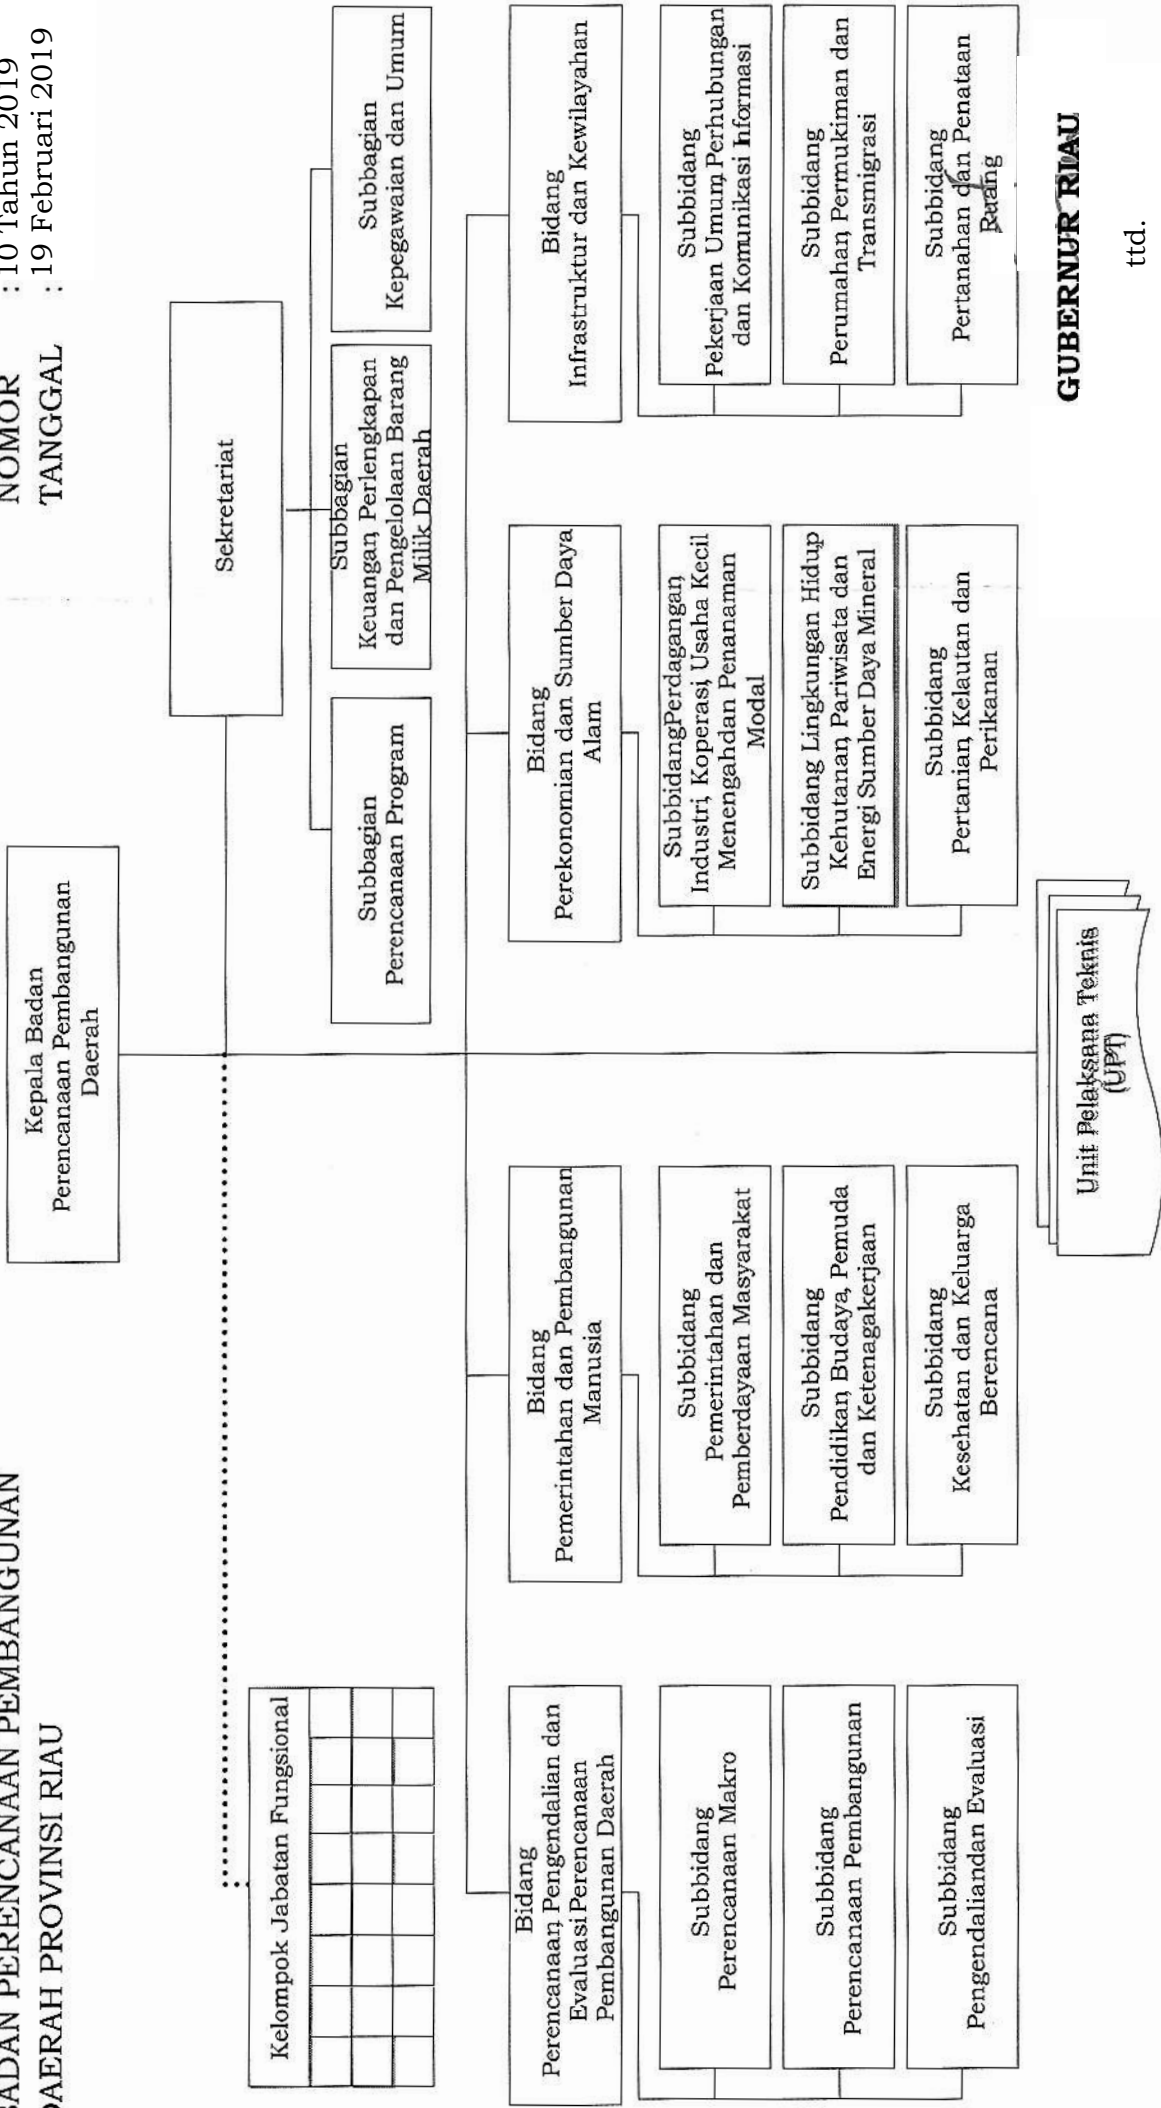 BADAN PERENCANAAN PEMBANGUNAN
DAERAH PROVINSI RIAU
NOMOR : 10 Tahun 2019
TANGGAL : 19 Februari 2019
Kepala Badan
Perencanaan Pembangunan
Daerah
Sekretariat
Kelompok Jabatan Fungsional
Subbagian
Perencanaan Program
Subbagian
Keuangan, Perlengkapan
dan Pengelolaan Barang
Milik Daerah
Subbagian
Kepegawaian dan Umum
Bidang
Perencanaan, Pengendalian dan
Evaluasi Perencanaan
Pembangunan Daerah
Subbidang
Perencanaan Makro
Subbidang
Perencanaan Pembangunan
Subbidang
Pengendaliandan Evaluasi
Bidang
Pemerintahan dan Pembangunan
Manusia
Subbidang
Pemerintahan dan
Pemberdayaan Masyarakat
Subbidang
Pendidikan, Budaya, Pemuda
dan Ketenagakerjaan
Subbidang
Kesehatan dan Keluarga
Berencana
Bidang
Perekonomian dan Sumber Daya
Alam
SubbidangPerdagangan,
Industri, Koperasi, Usaha Kecil
Menengahdan Penanaman
Modal
Subbidang Lingkungan Hidup
Kehutanan, Pariwisata dan
Energi Sumber Daya Mineral
Subbidang
Pertanian, Kelautan dan
Perikanan
Bidang
Infrastruktur dan Kewilayahan
Subbidang
Pekerjaan Umum, Perhubungan
dan Komunikasi Informasi
Subbidang
Perumahan, Permukiman dan
Transmigrasi
Subbidang
Pertanahan dan Penataan
Ruang
Unit Pelaksana Teknis
(UPT)
GUBERNUR RIAU
ttd.